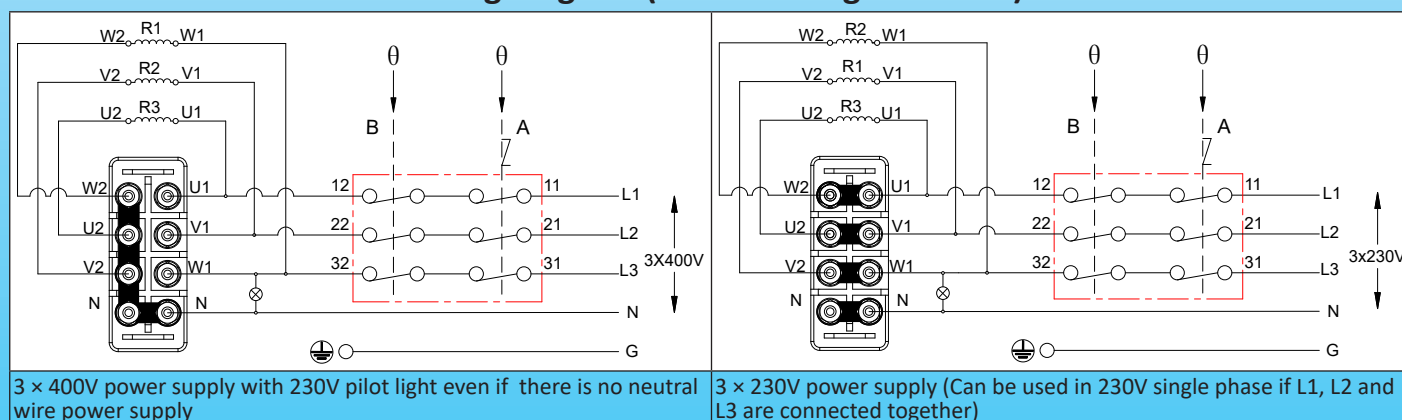 W2 R1 W1
V2 R2 V1
U2 R3 U1
θ θ
B A
W2 U1 12 11 L1
U2 V1 22 21 L2
V2 W1 32 31 L3
3X400V
N N N
G
3 × 400V power supply with 230V pilot light even if there is no neutral
wire power supply
W2 R2 W1
V2 R1 V1
U2 R3 U1
θ θ
B A
W2 U1 12 11 L1
U2 V1 22 21 L2
V2 W1 32 31 L3
3x230V
N N N
G
3 × 230V power supply (Can be used in 230V single phase if L1, L2 and
L3 are connected together)